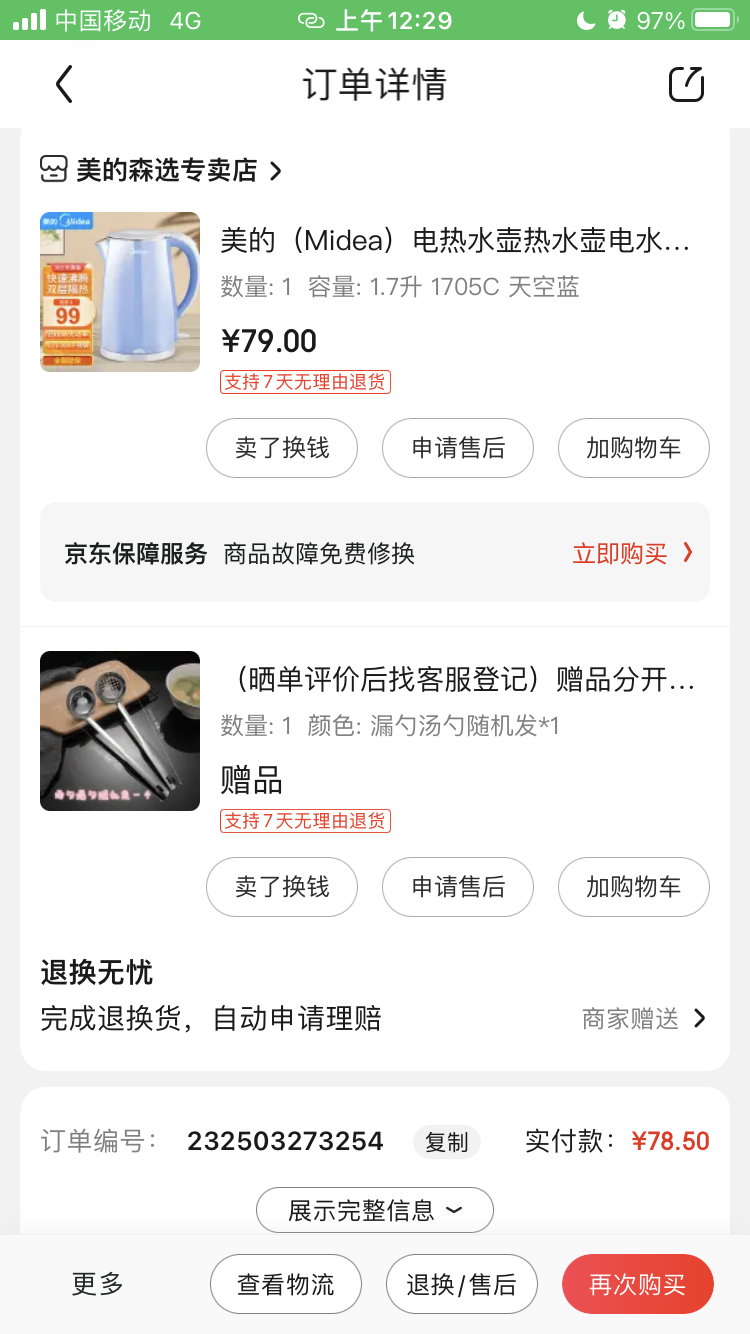 中国移动 4G 上午12:29 97%
订单详情
美的森选专卖店
美的 Midea
快速沸腾
双层隔热
99
美的（Midea）电热水壶热水壶电水...
数量: 1 容量: 1.7升 1705C 天空蓝
¥79.00
支持7天无理由退货
卖了换钱 申请售后 加购物车
京东保障服务 商品故障免费修换 立即购买
（晒单评价后找客服登记）赠品分开...
数量: 1 颜色: 漏勺汤勺随机发*1
赠品
支持7天无理由退货
卖了换钱 申请售后 加购物车
退换无忧
完成退换货，自动申请理赔 商家赠送
订单编号： 232503273254 复制 实付款： ¥78.50
展示完整信息
更多 查看物流 退换/售后 再次购买